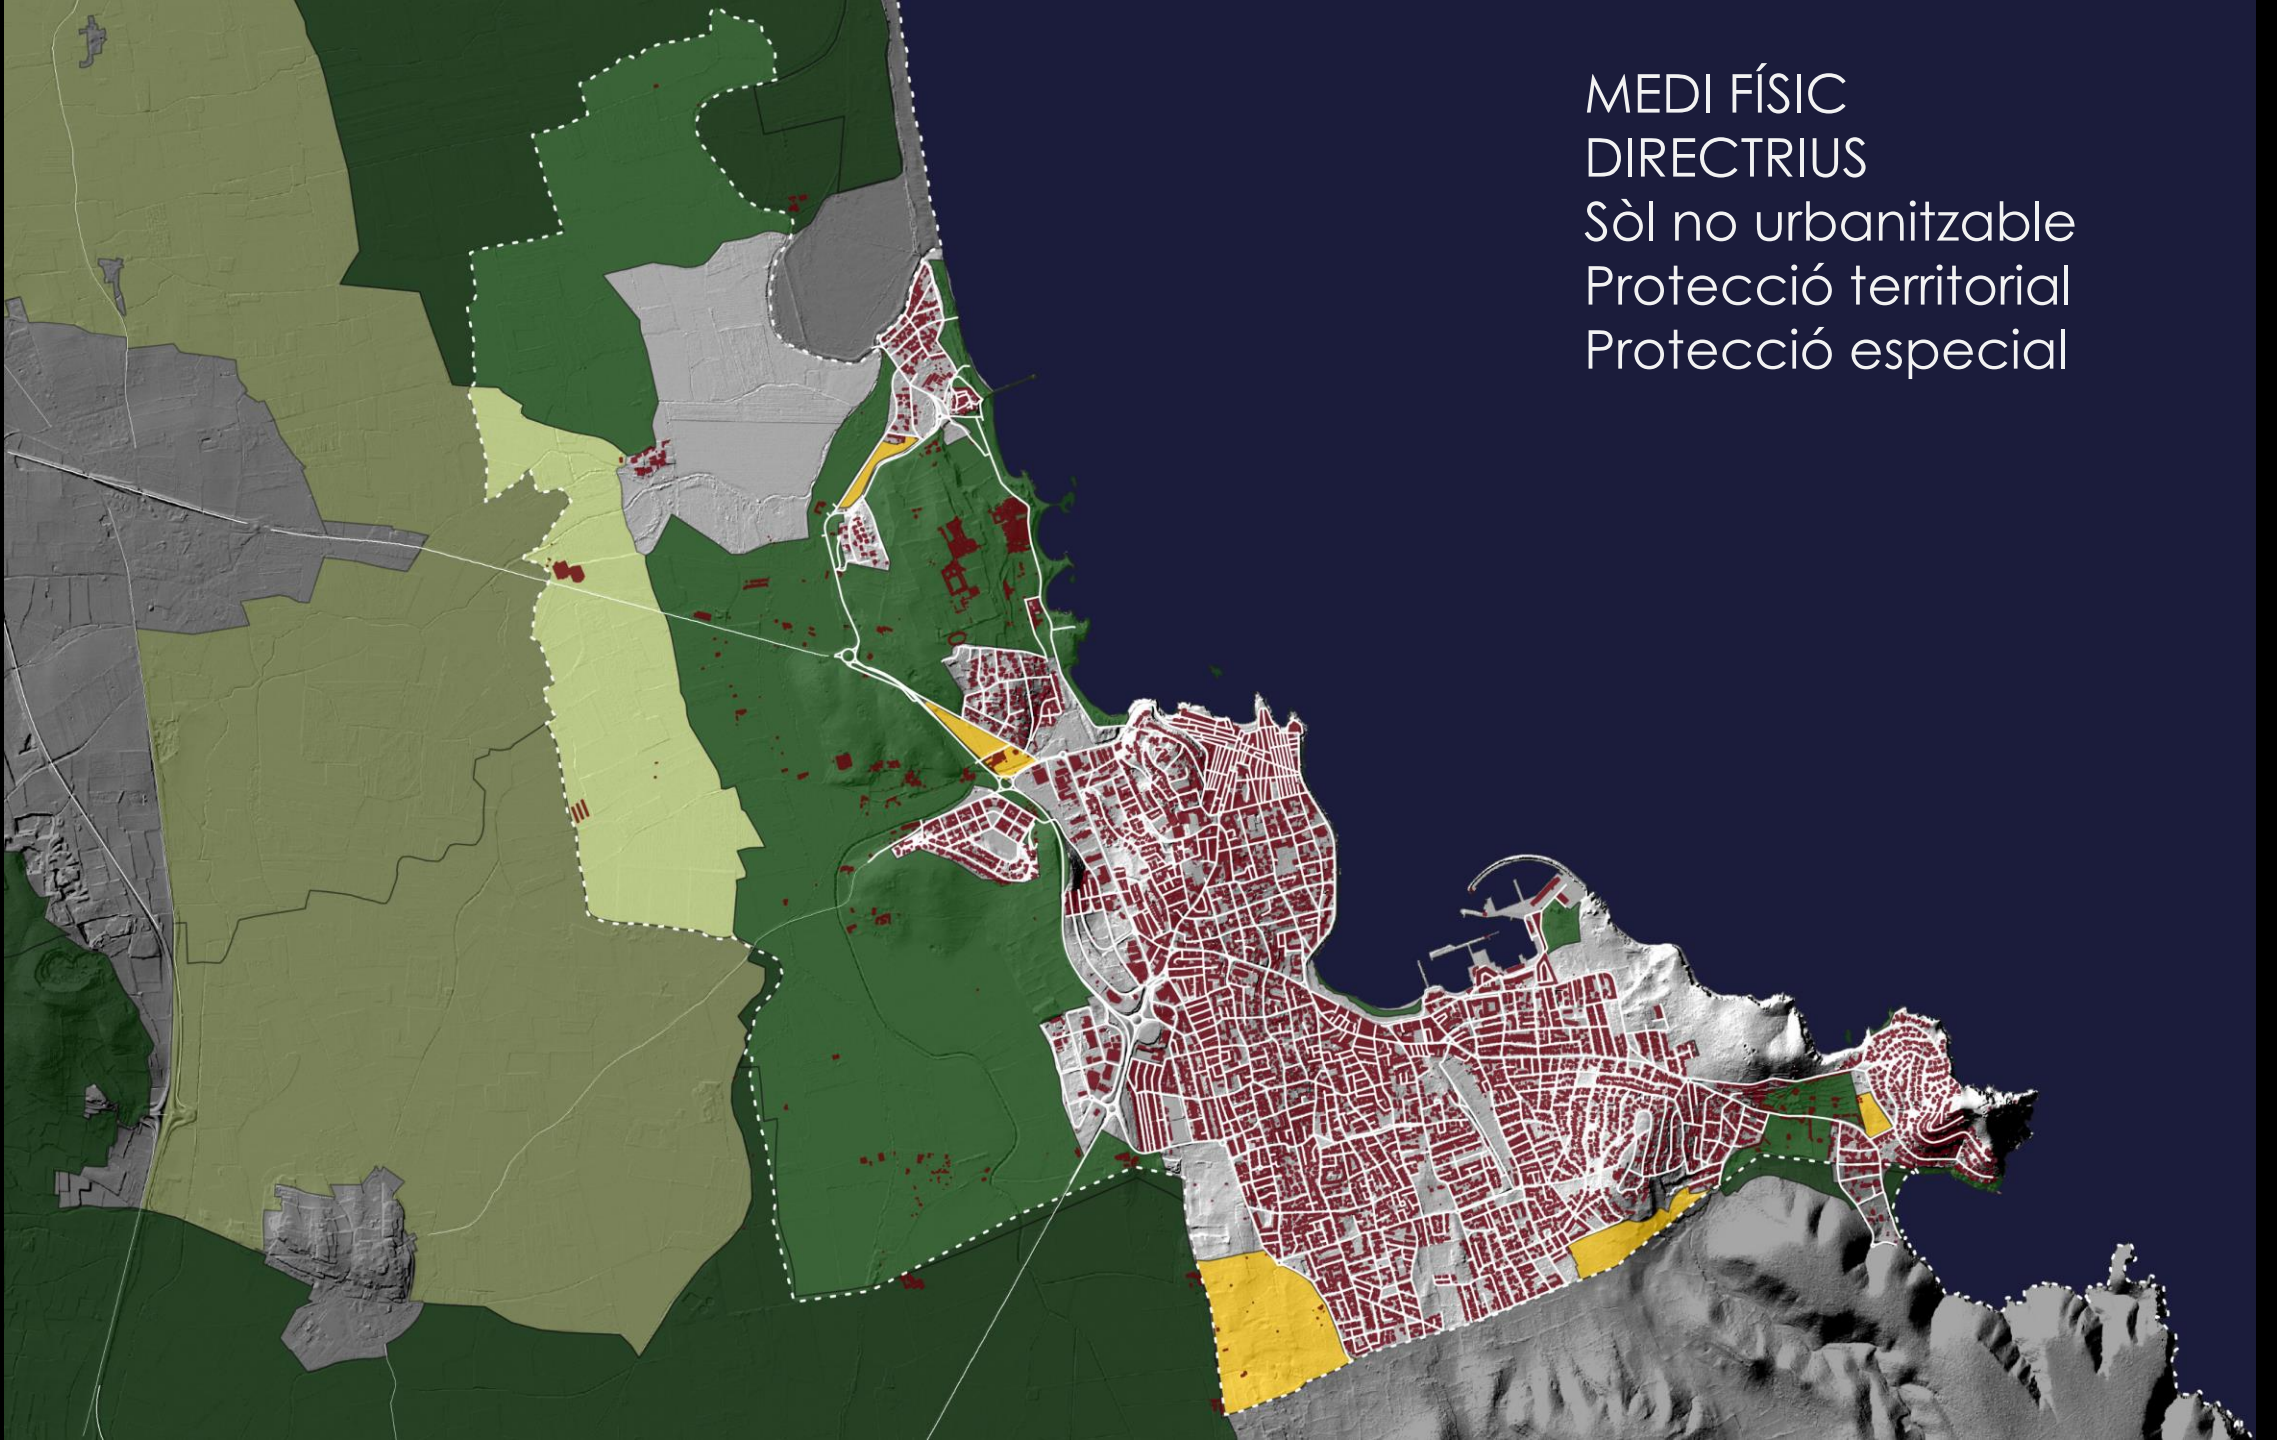 MEDI FÍSIC
DIRECTRIUS
Sòl no urbanitzable
Protecció territorial
Protecció especial